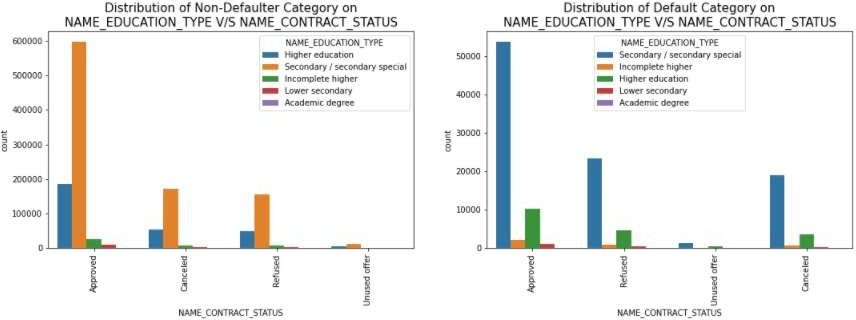 Distribution of Non-Defaulter Category on
NAME_EDUCATION_TYPE V/S NAME_CONTRACT_STATUS
600000
500000
400000
300000
200000
100000
0
count
NAME_EDUCATION_TYPE
Higher education
Secondary / secondary special
Incomplete higher
Lower secondary
Academic degree
Approved
Canceled
Refused
Unused offer
NAME_CONTRACT_STATUS
Distribution of Default Category on
NAME_EDUCATION_TYPE V/S NAME_CONTRACT_STATUS
50000
40000
30000
20000
10000
0
count
NAME_EDUCATION_TYPE
Secondary / secondary special
Incomplete higher
Higher education
Lower secondary
Academic degree
Approved
Refused
Unused offer
Canceled
NAME_CONTRACT_STATUS